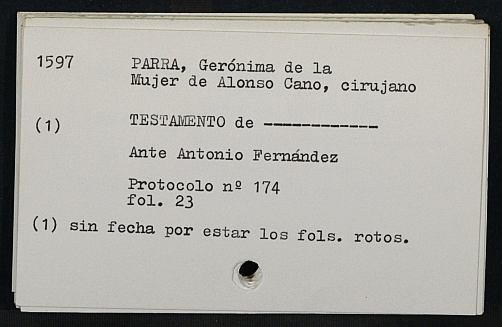 1597 PARRA, Gerónima de la
Mujer de Alonso Cano, cirujano
(1) TESTAMENTO de ------------
Ante Antonio Fernández
Protocolo nº 174
fol. 23
(1) sin fecha por estar los fols. rotos.